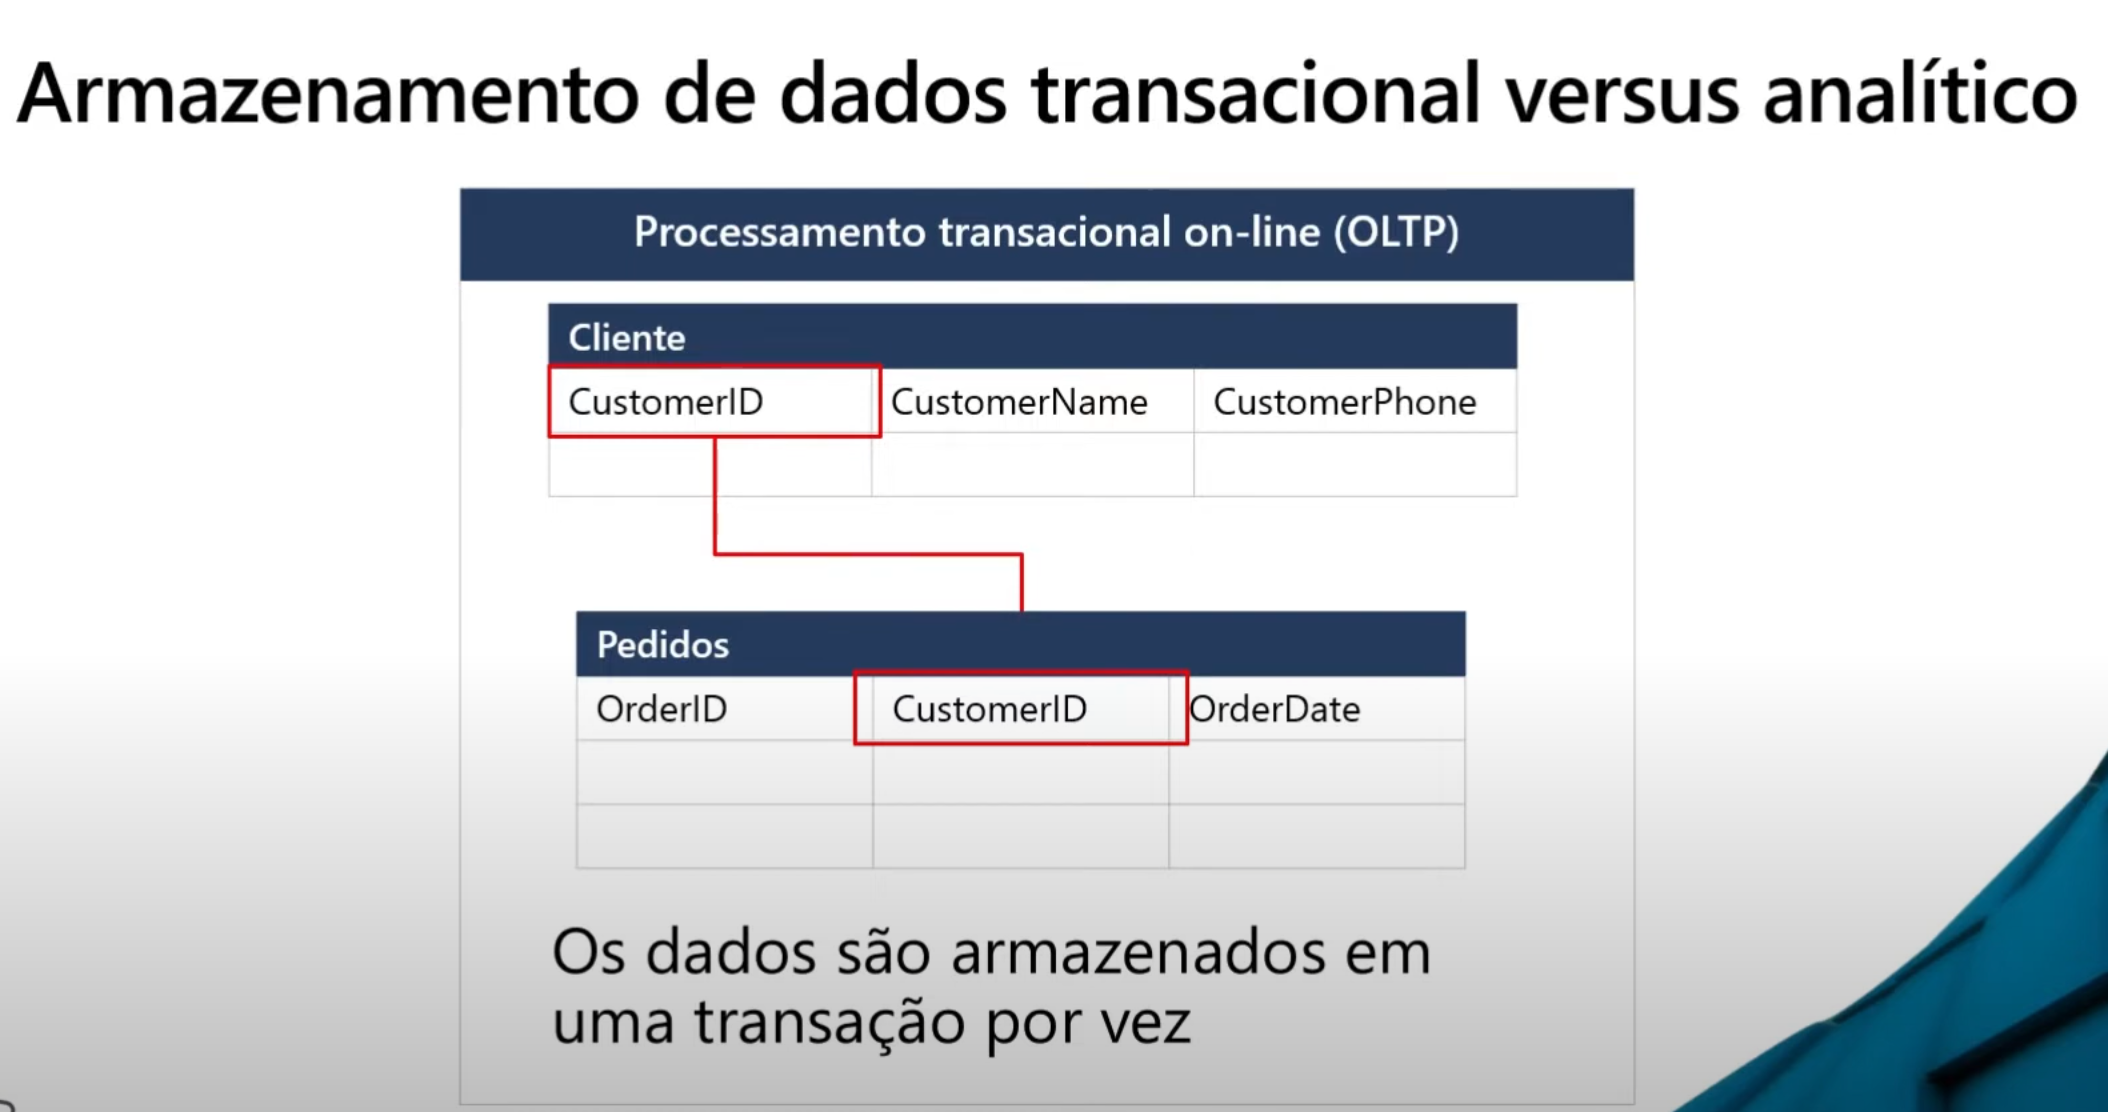 Armazenamento de dados transacional versus analítico
Processamento transacional on-line (OLTP)
Cliente
CustomerID CustomerName CustomerPhone
Pedidos
OrderID CustomerID OrderDate
Os dados são armazenados em
uma transação por vez